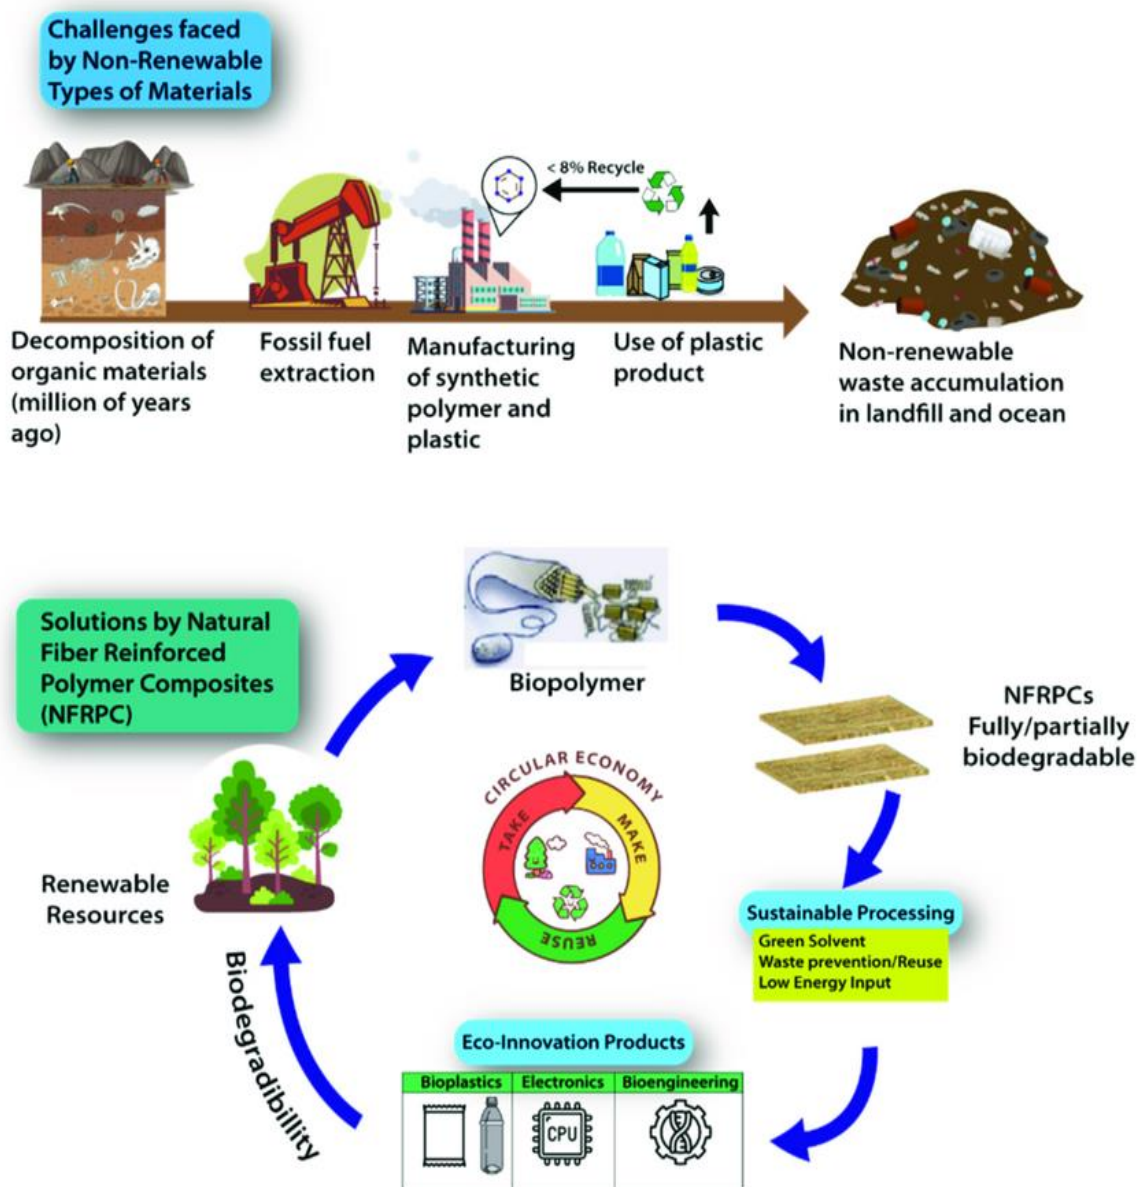 Challenges faced
by Non-Renewable
Types of Materials
< 8% Recycle
Decomposition of
organic materials
(million of years
ago)
Fossil fuel
extraction
Manufacturing
of synthetic
polymer and
plastic
Use of plastic
product
Non-renewable
waste accumulation
in landfill and ocean
Solutions by Natural
Fiber Reinforced
Polymer Composites
(NFRPC)
Biopolymer
NFRPCs
Fully/partially
biodegradable
CIRCULAR ECONOMY
TAKE
MAKE
REUSE
Renewable
Resources
Sustainable Processing
Green Solvent
Waste prevention/Reuse
Low Energy Input
Biodegradibillity
Eco-Innovation Products
Bioplastics Electronics Bioengineering
CPU